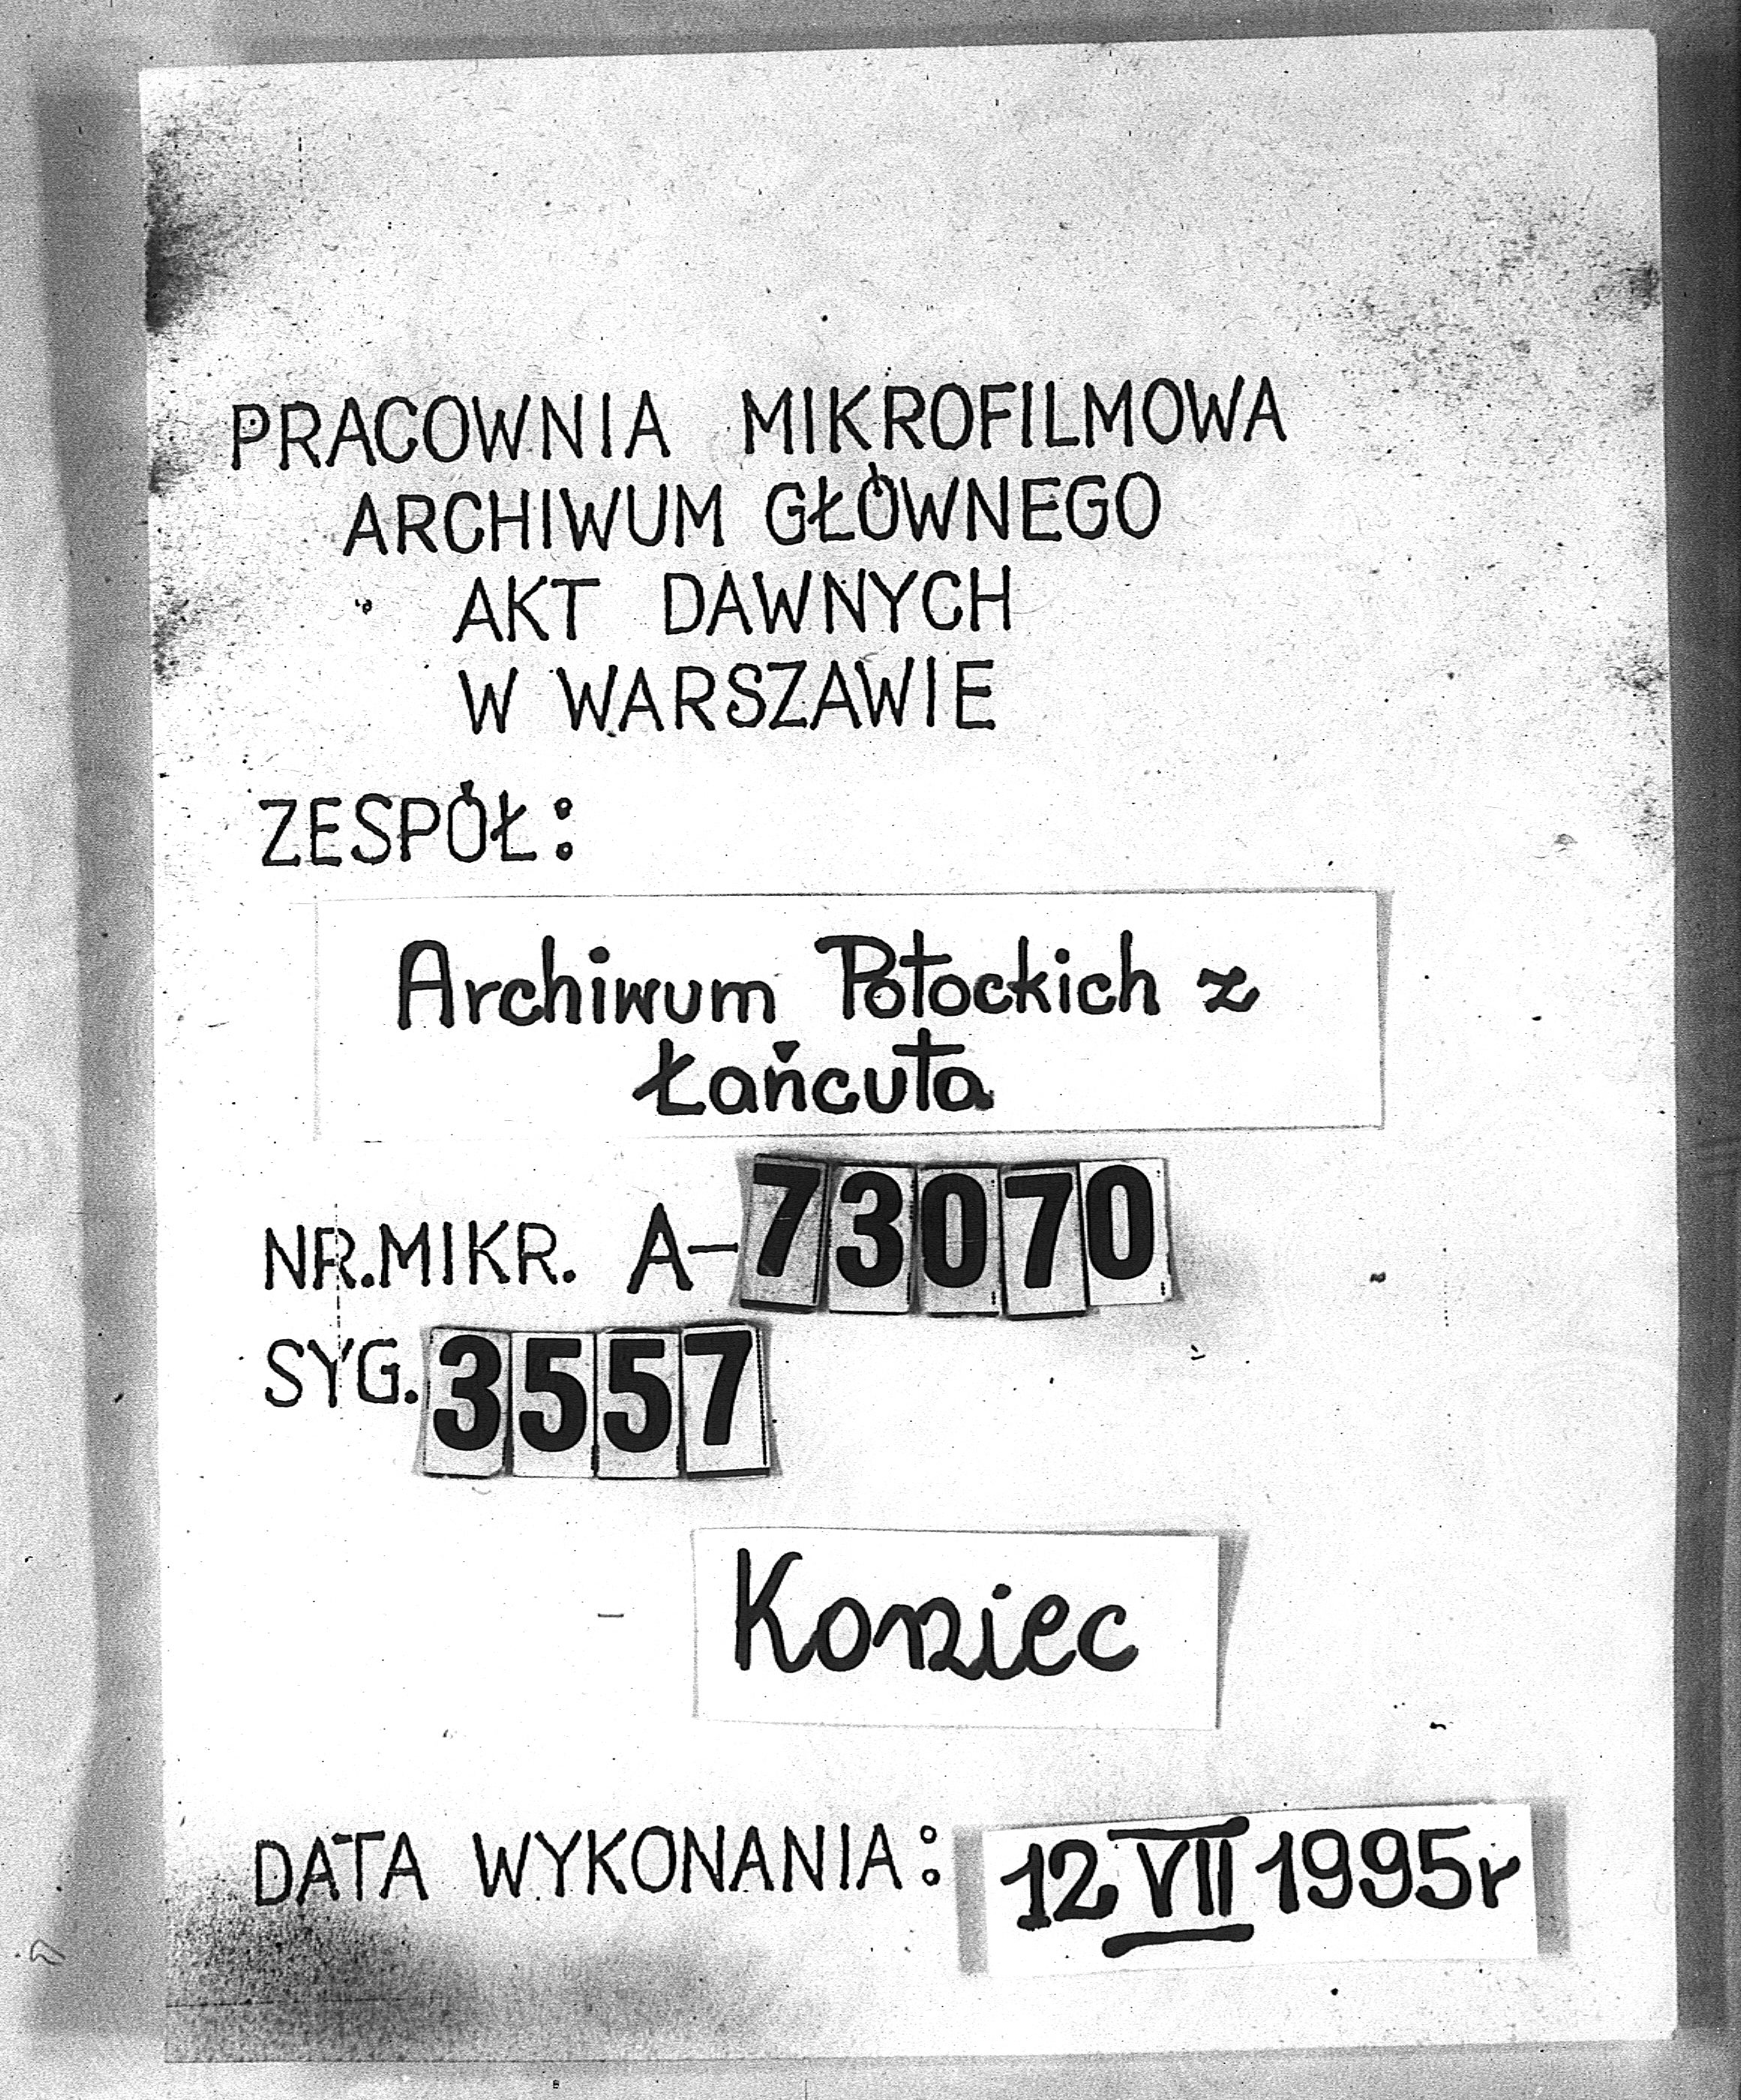 PRACOWNIA MIKROFILMOWA
ARCHIWUM GŁÓWNEGO
AKT DAWNYCH
W WARSZAWIE
ZESPÓŁ:
Archiwum Potockich z
Łańcuta
NR.MIKR. A-73070
SYG. 3557
Koniec
DATA WYKONANIA: 12 VII 1995r